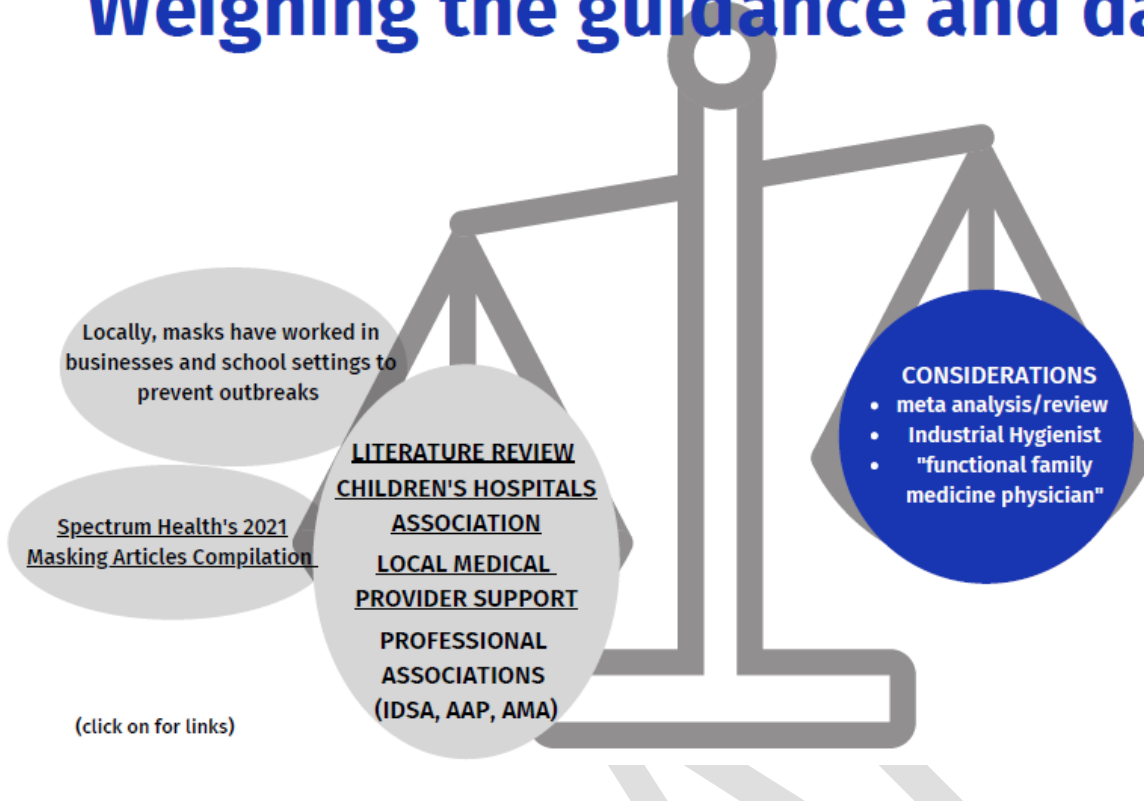 Weighing the guidance and da
Locally, masks have worked in
businesses and school settings to
prevent outbreaks
Spectrum Health's 2021
Masking Articles Compilation
LITERATURE REVIEW
CHILDREN'S HOSPITALS
ASSOCIATION
LOCAL MEDICAL
PROVIDER SUPPORT
PROFESSIONAL
ASSOCIATIONS
(IDSA, AAP, AMA)
(click on for links)
CONSIDERATIONS
• meta analysis/review
• Industrial Hygienist
• "functional family
medicine physician"